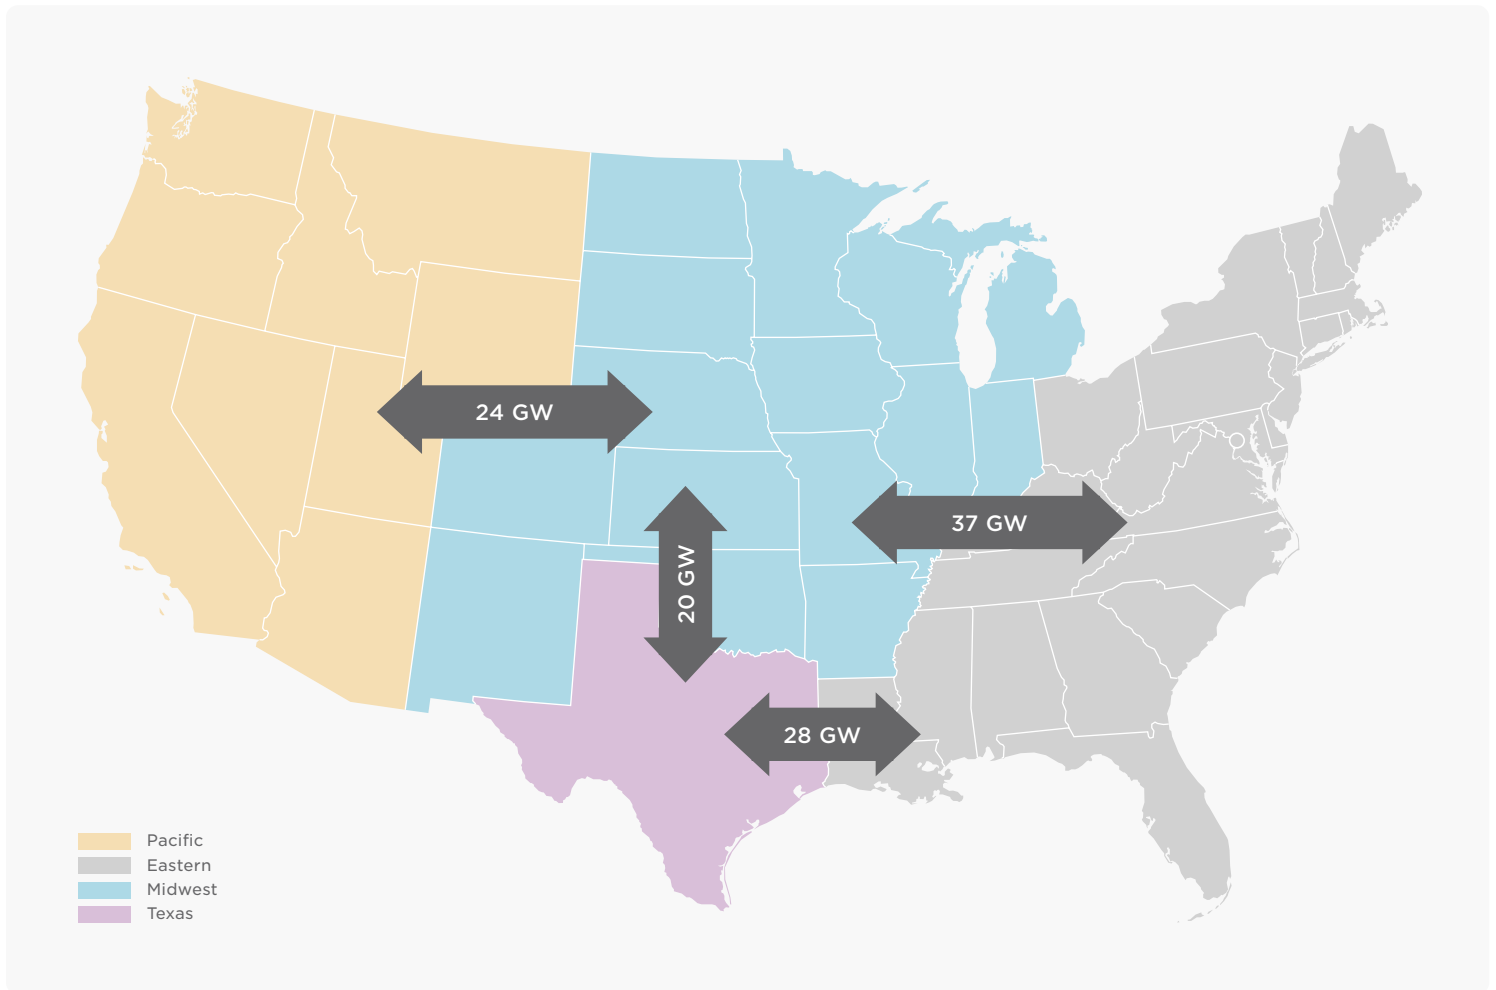 24 GW
37 GW
20 GW
28 GW
Pacific
Eastern
Midwest
Texas